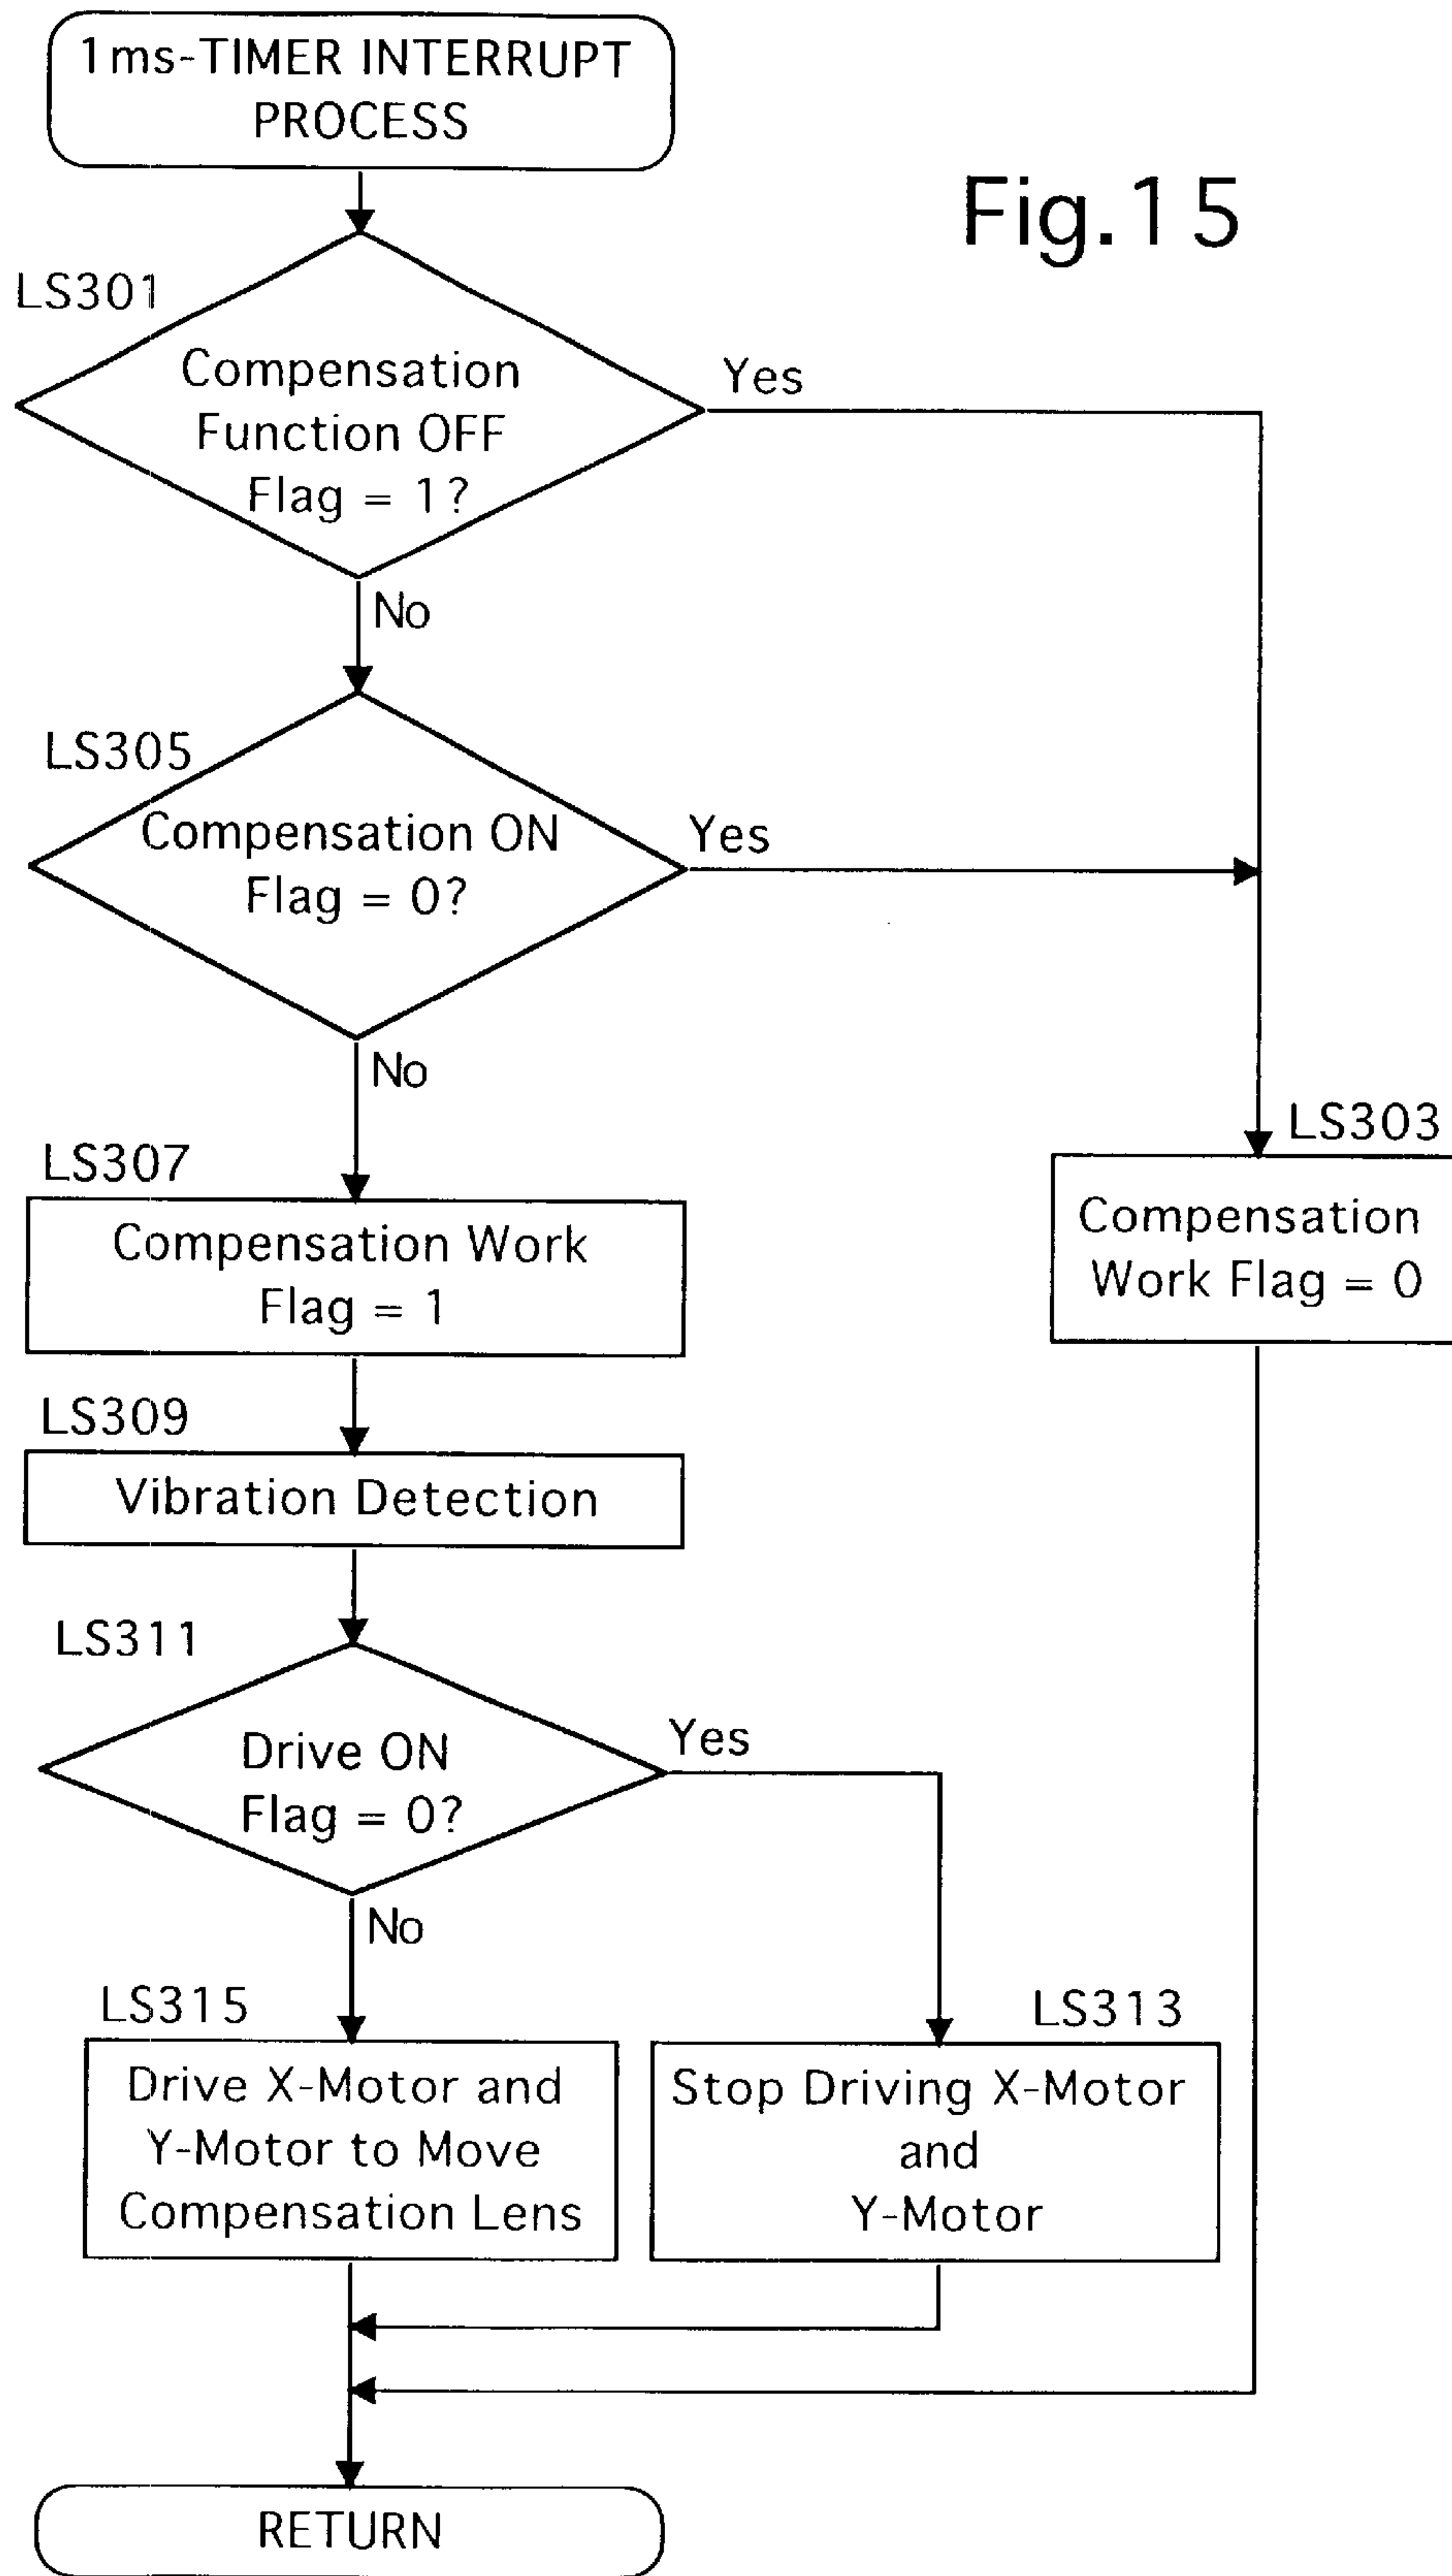 1ms-TIMER INTERRUPT
PROCESS
Fig.15
LS301
Compensation
Function OFF
Flag = 1?
Yes
No
LS305
Compensation ON
Flag = 0?
Yes
No
LS303
Compensation
Work Flag = 0
LS307
Compensation Work
Flag = 1
LS309
Vibration Detection
LS311
Drive ON
Flag = 0?
Yes
No
LS315
Drive X-Motor and
Y-Motor to Move
Compensation Lens
LS313
Stop Driving X-Motor
and
Y-Motor
RETURN